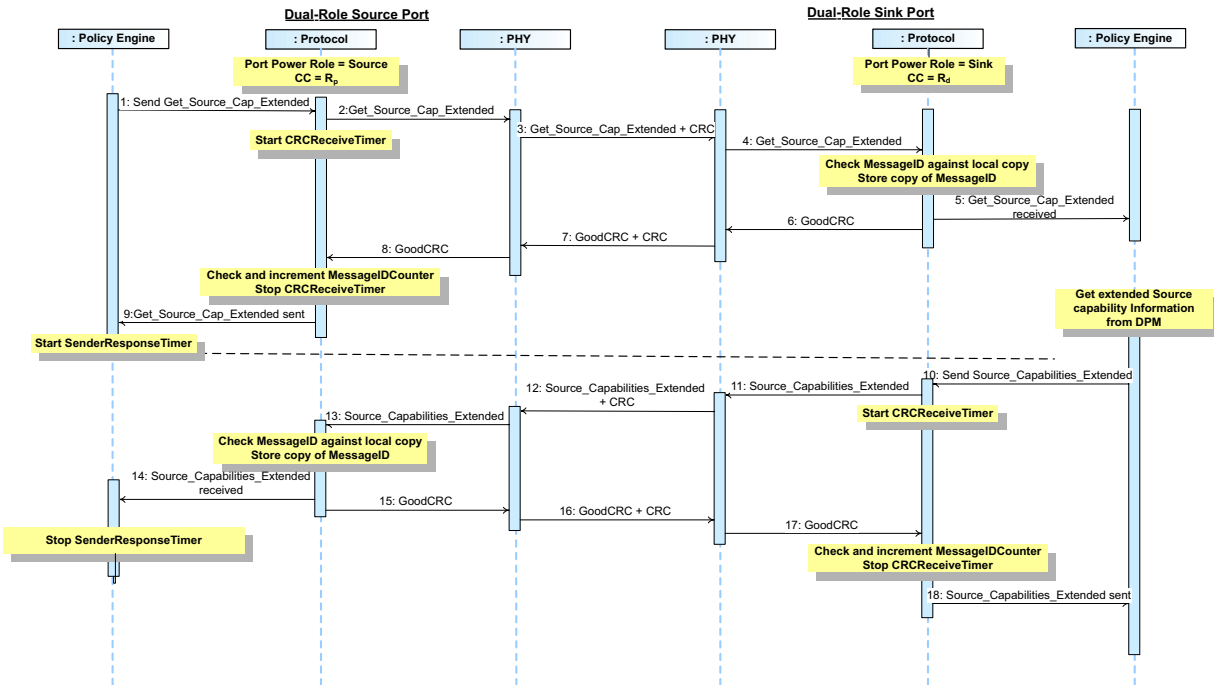 Dual-Role Source Port
Dual-Role Sink Port
: Policy Engine
: Protocol
: PHY
: PHY
: Protocol
: Policy Engine
Port Power Role = Source
CC = Rp
Port Power Role = Sink
CC = Rd
1: Send Get_Source_Cap_Extended
2:Get_Source_Cap_Extended
Start CRCReceiveTimer
3: Get_Source_Cap_Extended + CRC
4: Get_Source_Cap_Extended
Check MessageID against local copy
Store copy of MessageID
5: Get_Source_Cap_Extended
received
6: GoodCRC
7: GoodCRC + CRC
8: GoodCRC
Check and increment MessageIDCounter
Stop CRCReceiveTimer
9:Get_Source_Cap_Extended sent
Start SenderResponseTimer
Get extended Source
capability Information
from DPM
10: Send Source_Capabilities_Extended
11: Source_Capabilities_Extended
Start CRCReceiveTimer
12: Source_Capabilities_Extended
+ CRC
13: Source_Capabilities_Extended
Check MessageID against local copy
Store copy of MessageID
14: Source_Capabilities_Extended
received
15: GoodCRC
16: GoodCRC + CRC
17: GoodCRC
Stop SenderResponseTimer
Check and increment MessageIDCounter
Stop CRCReceiveTimer
18: Source_Capabilities_Extended sent